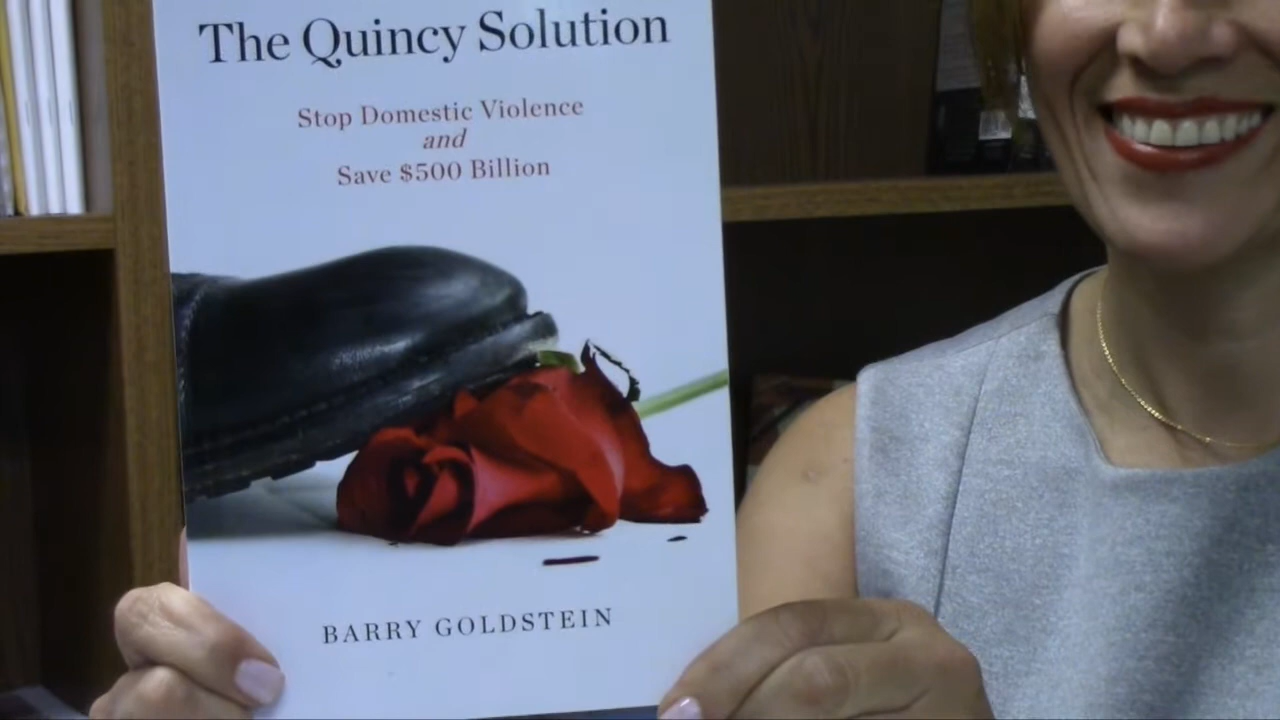 The Quincy Solution
Stop Domestic Violence
and
Save $500 Billion
BARRY GOLDSTEIN